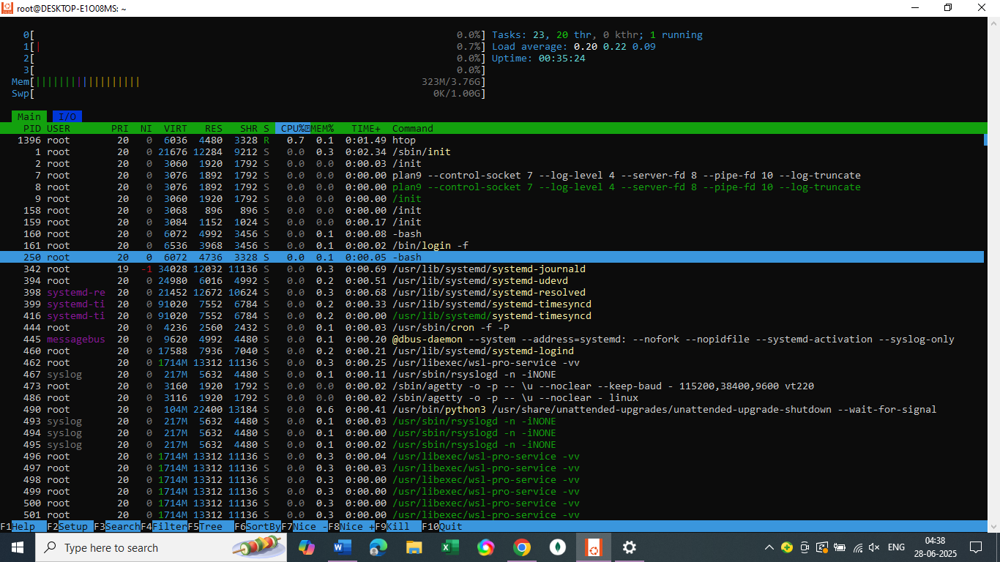 root@DESKTOP-E1O08MS: ~
0[ 0.0%] Tasks: 23, 20 thr, 0 kthr; 1 running
1[| 0.7%] Load average: 0.20 0.22 0.09
2[ 0.0%] Uptime: 00:35:24
3[ 0.0%]
Mem[|||||||||||||||||| 323M/3.76G]
Swp[ 0K/1.00G]
Main I/O
PID USER PRI NI VIRT RES SHR S CPU% MEM% TIME+ Command
1396 root 20 0 6036 4480 3328 R 0.7 0.1 0:01.49 htop
1 root 20 0 21676 12284 9212 S 0.0 0.3 0:02.34 /sbin/init
2 root 20 0 3060 1920 1792 S 0.0 0.0 0:00.03 /init
7 root 20 0 3076 1892 1792 S 0.0 0.0 0:00.00 plan9 --control-socket 7 --log-level 4 --server-fd 8 --pipe-fd 10 --log-truncate
8 root 20 0 3076 1892 1792 S 0.0 0.0 0:00.00 plan9 --control-socket 7 --log-level 4 --server-fd 8 --pipe-fd 10 --log-truncate
9 root 20 0 3060 1920 1792 S 0.0 0.0 0:00.00 /init
158 root 20 0 3068 896 896 S 0.0 0.0 0:00.00 /init
159 root 20 0 3084 1152 1024 S 0.0 0.0 0:00.17 /init
160 root 20 0 6072 4992 3456 S 0.0 0.1 0:00.08 -bash
161 root 20 0 6536 3968 3456 S 0.0 0.1 0:00.02 /bin/login -f
250 root 20 0 6072 4736 3328 S 0.0 0.1 0:00.05 -bash
342 root 19 -1 34028 12032 11136 S 0.0 0.3 0:00.69 /usr/lib/systemd/systemd-journald
394 root 20 0 24980 6016 4992 S 0.0 0.2 0:00.51 /usr/lib/systemd/systemd-udevd
398 systemd-re 20 0 21452 12672 10624 S 0.0 0.3 0:00.68 /usr/lib/systemd/systemd-resolved
399 systemd-ti 20 0 91020 7552 6784 S 0.0 0.2 0:00.33 /usr/lib/systemd/systemd-timesyncd
416 systemd-ti 20 0 91020 7552 6784 S 0.0 0.2 0:00.00 /usr/lib/systemd/systemd-timesyncd
444 root 20 0 4236 2560 2432 S 0.0 0.1 0:00.03 /usr/sbin/cron -f -P
445 messagebus 20 0 9620 4992 4480 S 0.0 0.1 0:00.20 @dbus-daemon --system --address=systemd: --nofork --nopidfile --systemd-activation --syslog-only
460 root 20 0 17588 7936 7040 S 0.0 0.2 0:00.21 /usr/lib/systemd/systemd-logind
462 root 20 0 1714M 13312 11136 S 0.0 0.3 0:00.25 /usr/libexec/wsl-pro-service -vv
467 syslog 20 0 217M 5632 4480 S 0.0 0.1 0:00.11 /usr/sbin/rsyslogd -n -iNONE
473 root 20 0 3160 1920 1792 S 0.0 0.0 0:00.02 /sbin/agetty -o -p -- \u --noclear --keep-baud - 115200,38400,9600 vt220
486 root 20 0 3116 1920 1792 S 0.0 0.0 0:00.02 /sbin/agetty -o -p -- \u --noclear - linux
490 root 20 0 104M 22400 13184 S 0.0 0.6 0:00.41 /usr/bin/python3 /usr/share/unattended-upgrades/unattended-upgrade-shutdown --wait-for-signal
493 syslog 20 0 217M 5632 4480 S 0.0 0.1 0:00.03 /usr/sbin/rsyslogd -n -iNONE
494 syslog 20 0 217M 5632 4480 S 0.0 0.1 0:00.00 /usr/sbin/rsyslogd -n -iNONE
495 syslog 20 0 217M 5632 4480 S 0.0 0.1 0:00.02 /usr/sbin/rsyslogd -n -iNONE
496 root 20 0 1714M 13312 11136 S 0.0 0.3 0:00.04 /usr/libexec/wsl-pro-service -vv
497 root 20 0 1714M 13312 11136 S 0.0 0.3 0:00.03 /usr/libexec/wsl-pro-service -vv
498 root 20 0 1714M 13312 11136 S 0.0 0.3 0:00.00 /usr/libexec/wsl-pro-service -vv
499 root 20 0 1714M 13312 11136 S 0.0 0.3 0:00.00 /usr/libexec/wsl-pro-service -vv
500 root 20 0 1714M 13312 11136 S 0.0 0.3 0:00.00 /usr/libexec/wsl-pro-service -vv
501 root 20 0 1714M 13312 11136 S 0.0 0.3 0:00.00 /usr/libexec/wsl-pro-service -vv
F1Help F2Setup F3SearchF4FilterF5Tree F6SortByF7Nice -F8Nice +F9Kill F10Quit
Type here to search
ENG
04:38
28-06-2025